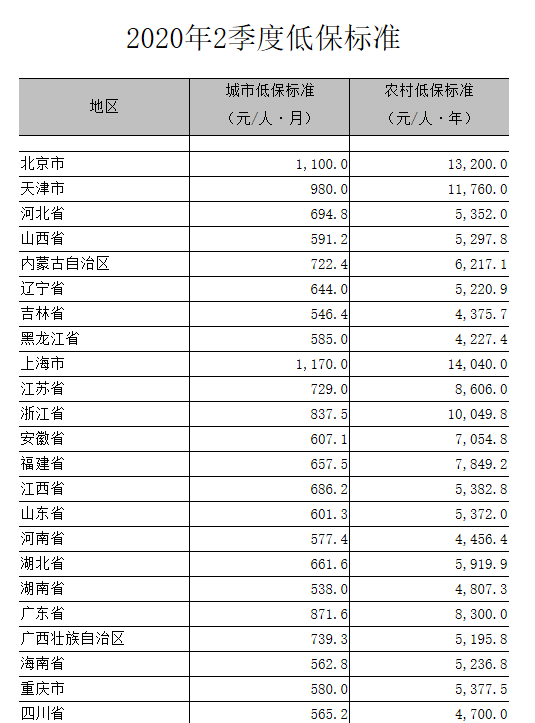 2020年2季度低保标准
地区 城市低保标准（元/人·月） 农村低保标准（元/人·年）
北京市 1,100.0 13,200.0
天津市 980.0 11,760.0
河北省 694.8 5,352.0
山西省 591.2 5,297.8
内蒙古自治区 722.4 6,217.1
辽宁省 644.0 5,220.9
吉林省 546.4 4,375.7
黑龙江省 585.0 4,227.4
上海市 1,170.0 14,040.0
江苏省 729.0 8,606.0
浙江省 837.5 10,049.8
安徽省 607.1 7,054.8
福建省 657.5 7,849.2
江西省 686.2 5,382.8
山东省 601.3 5,372.0
河南省 577.4 4,456.4
湖北省 661.6 5,919.9
湖南省 538.0 4,807.3
广东省 871.6 8,300.0
广西壮族自治区 739.3 5,195.8
海南省 562.8 5,236.8
重庆市 580.0 5,377.5
四川省 565.2 4,700.0